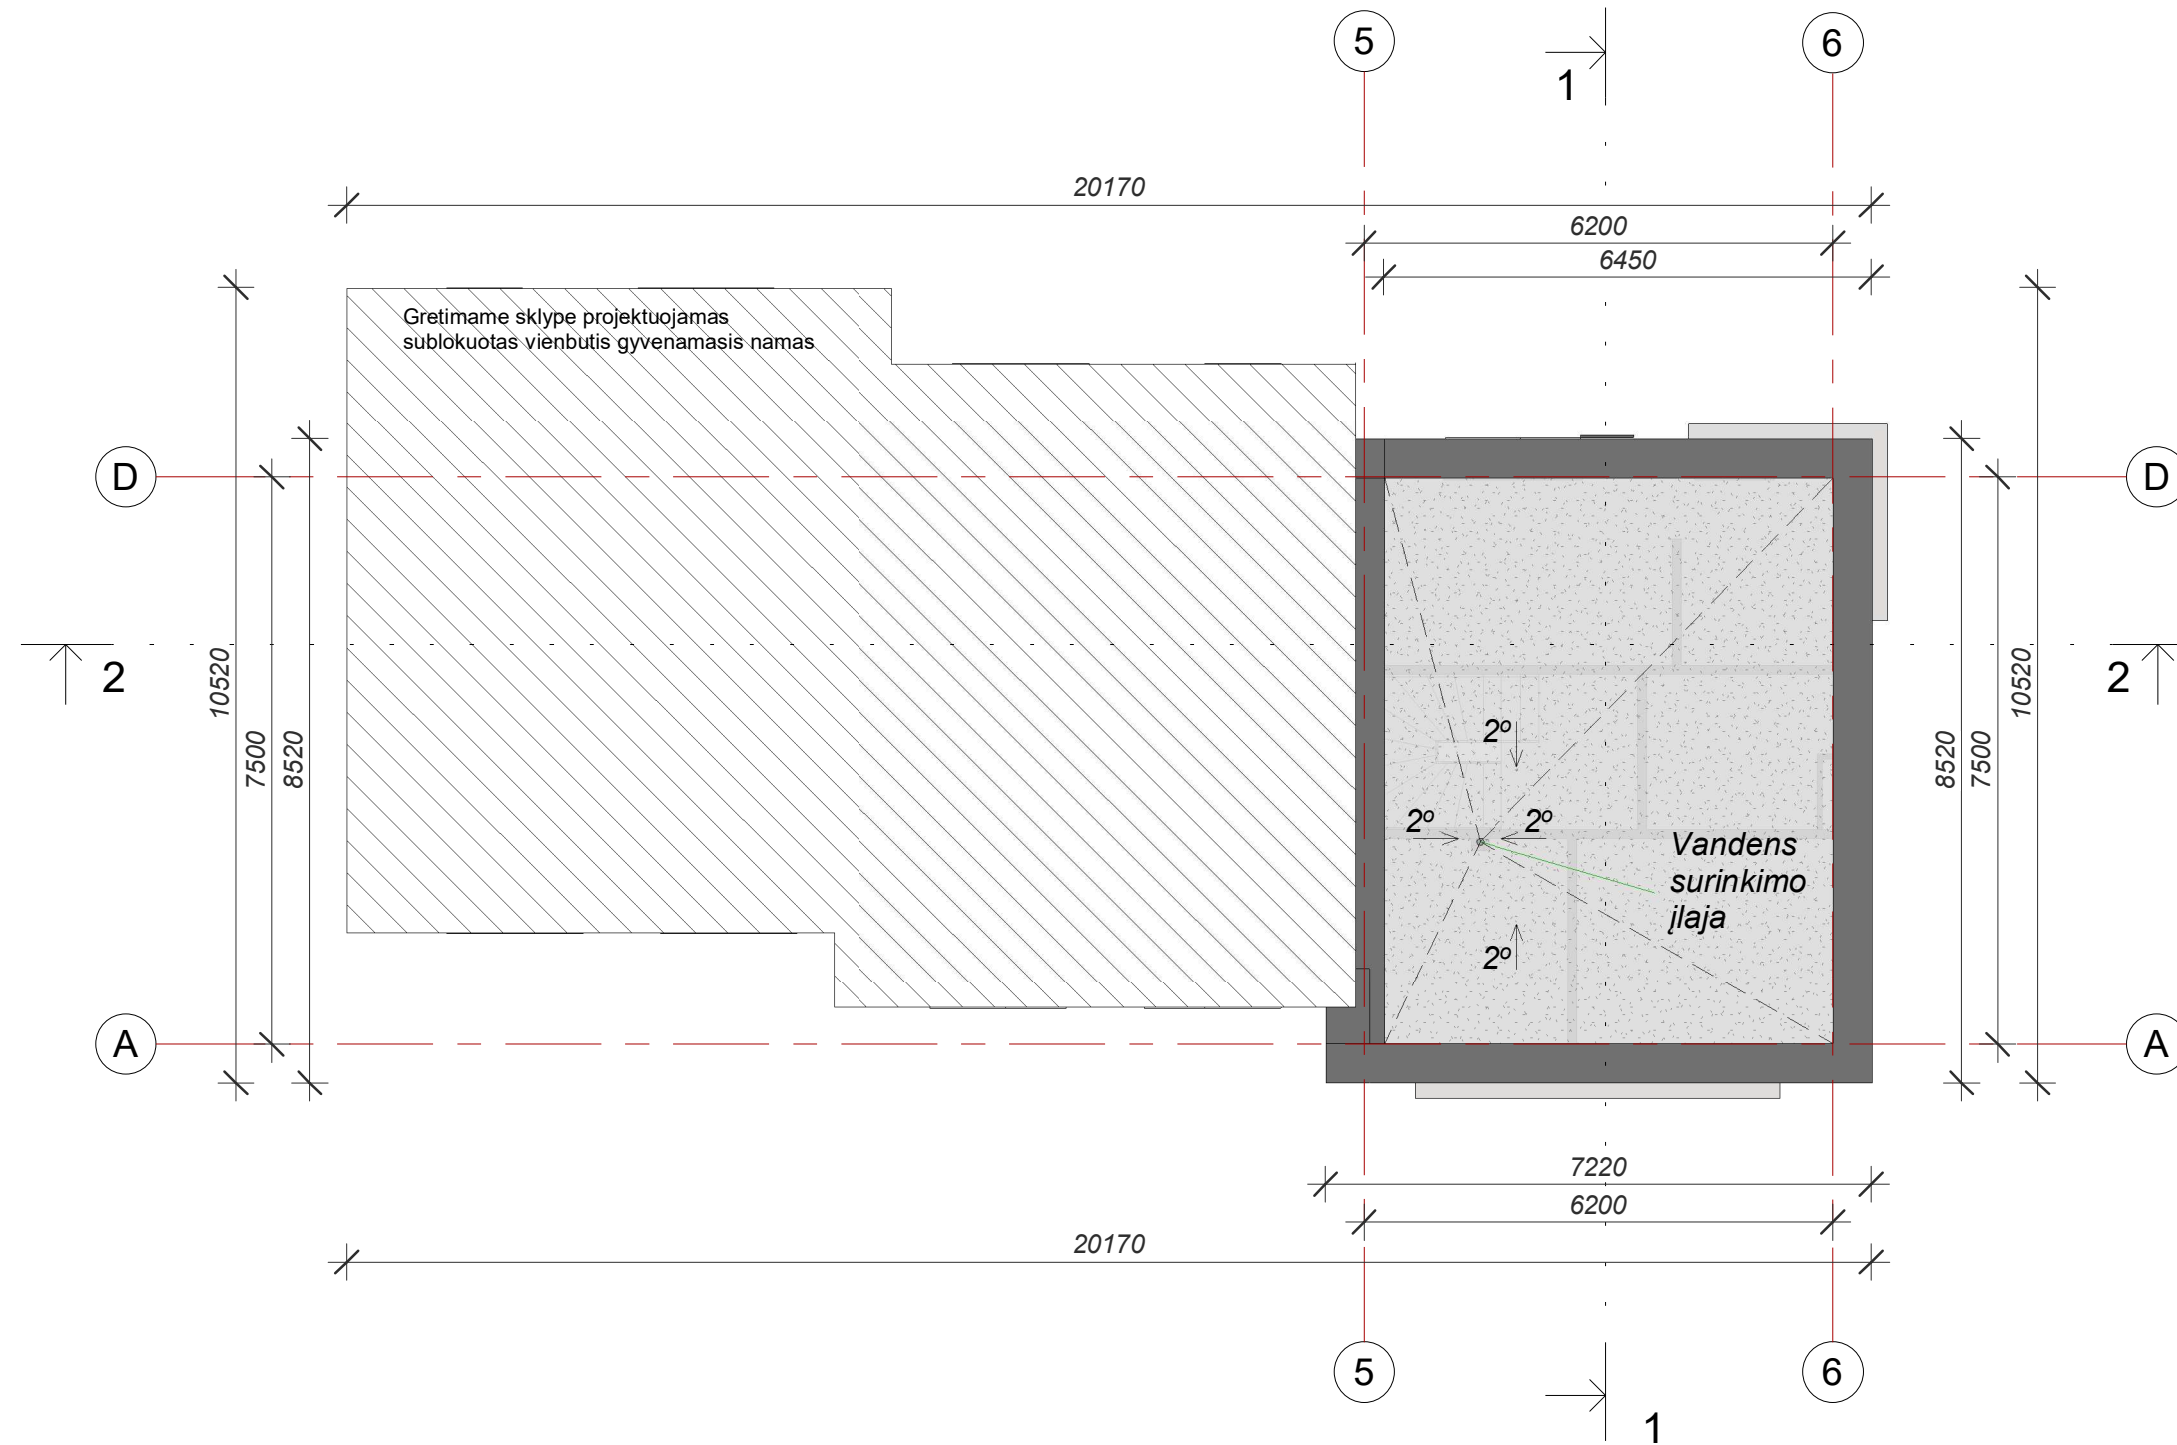 5
6
1
20170
6200
6450
Gretimame sklype projektuojamas
sublokuotas vienbutis gyvenamasis namas
D
D
2
2
10520
7500
8520
8520
7500
10520
2º
2º
2º
2º
Vandens
surinkimo
įlaja
A
A
7220
6200
20170
5
6
1